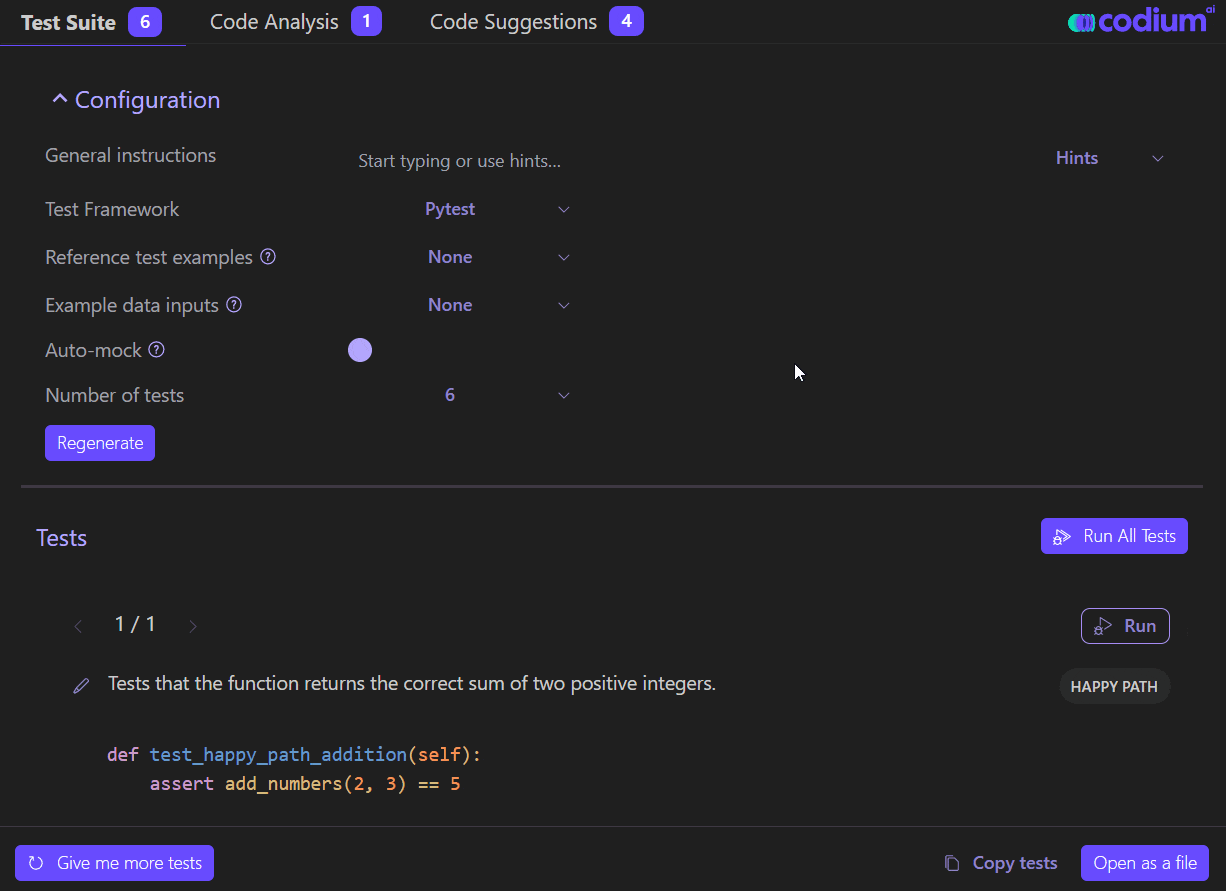 Test Suite 6 Code Analysis 1 Code Suggestions 4 codium ai
Configuration
General instructions Start typing or use hints... Hints
Test Framework Pytest
Reference test examples ? None
Example data inputs ? None
Auto-mock ?
Number of tests 6
Regenerate
Tests Run All Tests
1 / 1 Run
Tests that the function returns the correct sum of two positive integers. HAPPY PATH
def test_happy_path_addition(self):
    assert add_numbers(2, 3) == 5
Give me more tests Copy tests Open as a file